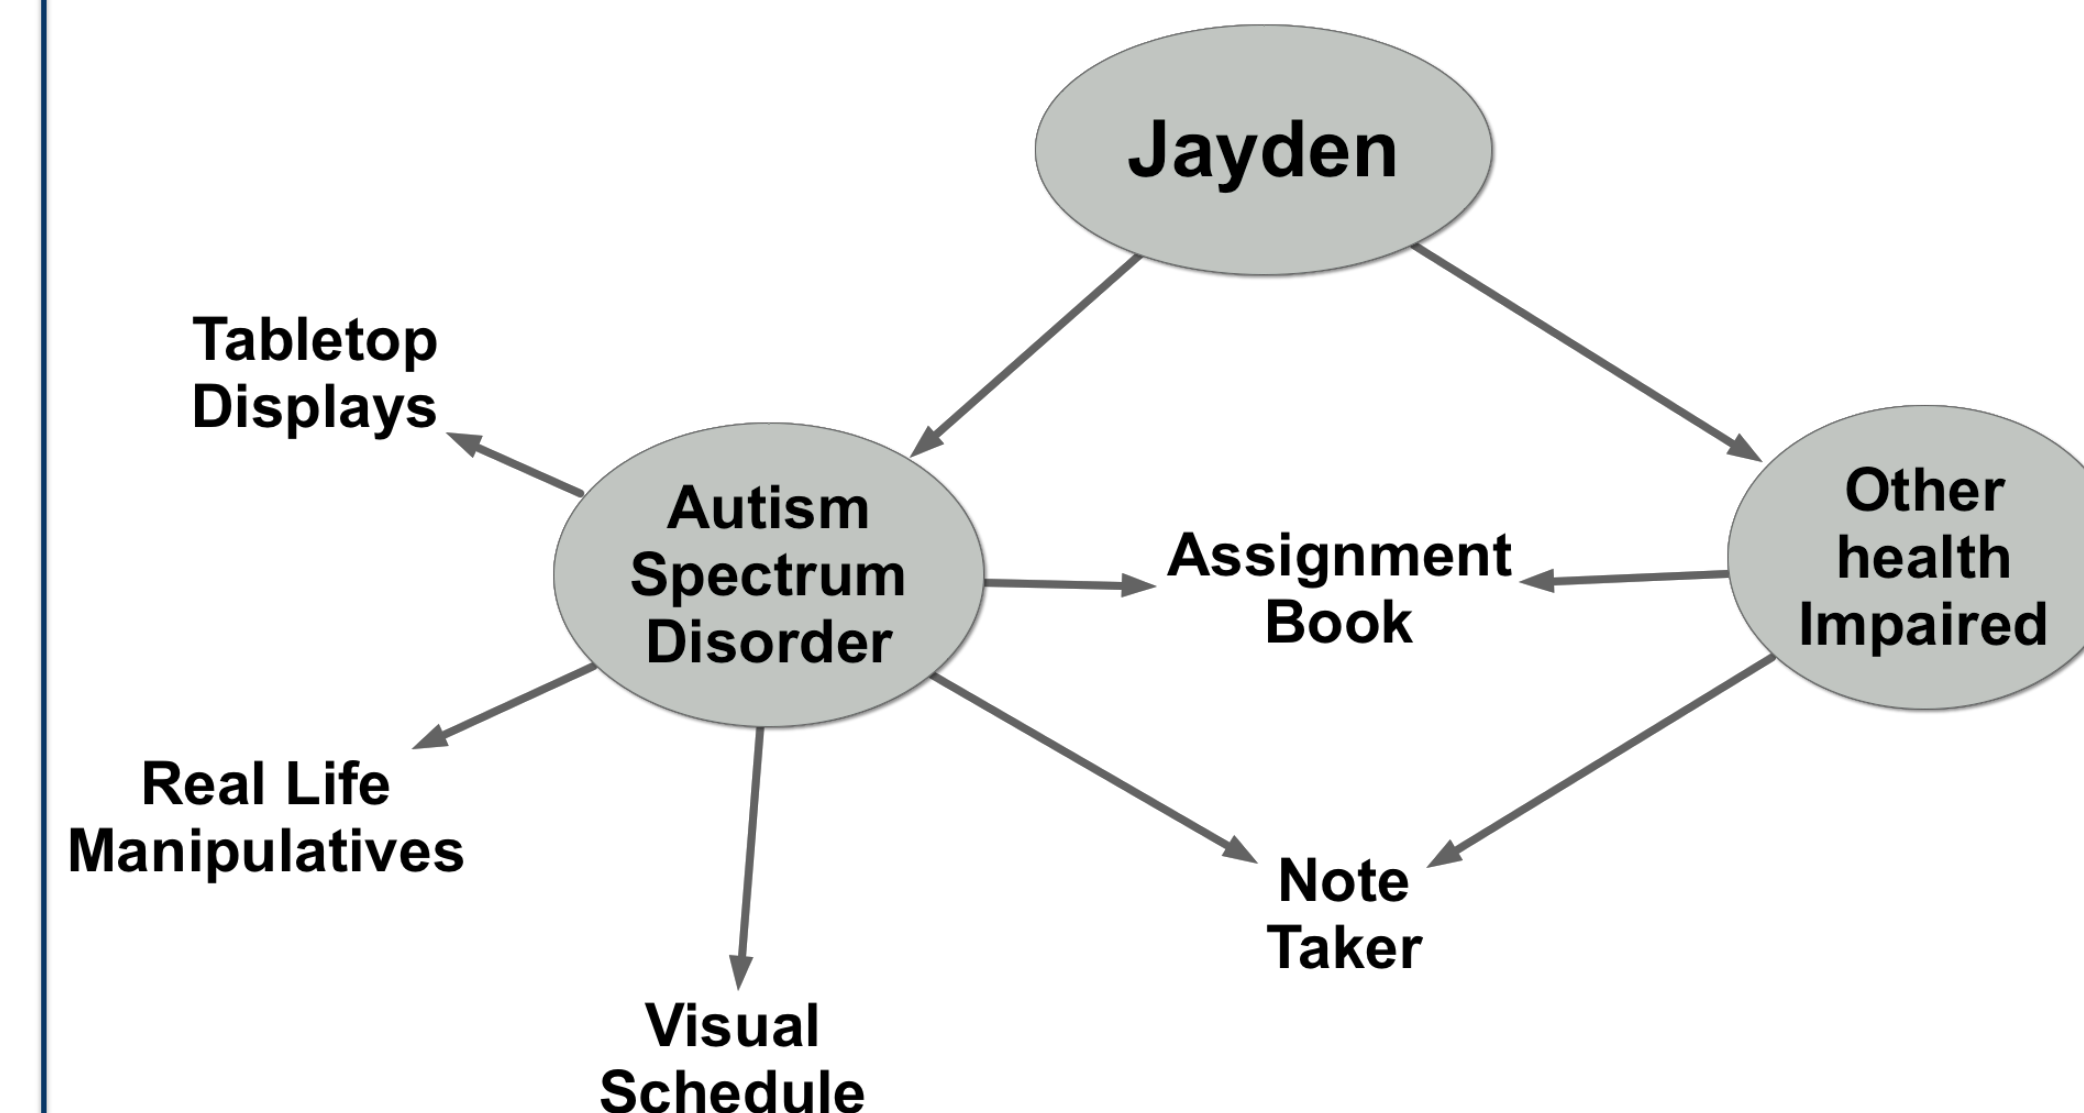 Jayden
Tabletop
Displays
Autism
Spectrum
Disorder
Assignment
Book
Other
health
Impaired
Real Life
Manipulatives
Note
Taker
Visual
Schedule